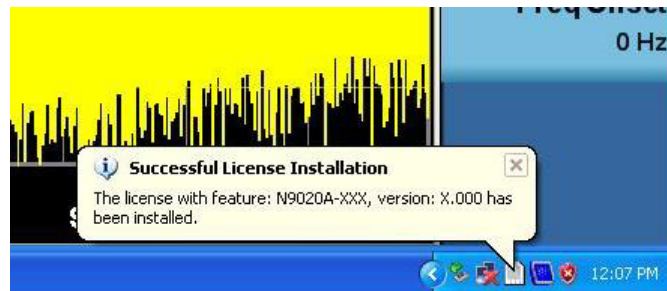 Freq Offset
0 Hz
Successful License Installation
The license with feature: N9020A-XXX, version: X.000 has
been installed.
S
12:07 PM